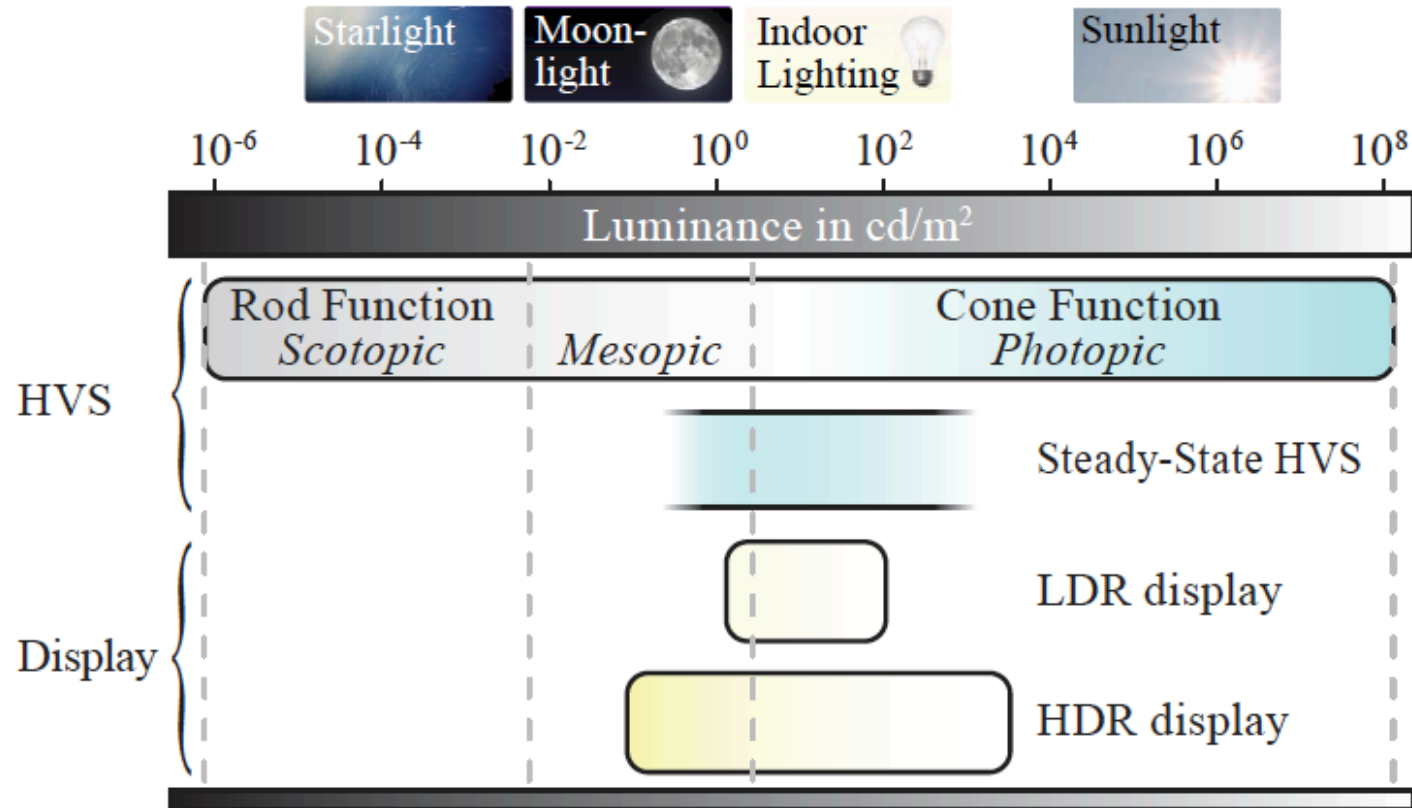 Starlight
Moon-
light
Indoor
Lighting
Sunlight
10⁻⁶ 10⁻⁴ 10⁻² 10⁰ 10² 10⁴ 10⁶ 10⁸
Luminance in cd/m²
HVS
Rod Function
Scotopic
Mesopic
Cone Function
Photopic
Steady-State HVS
Display
LDR display
HDR display